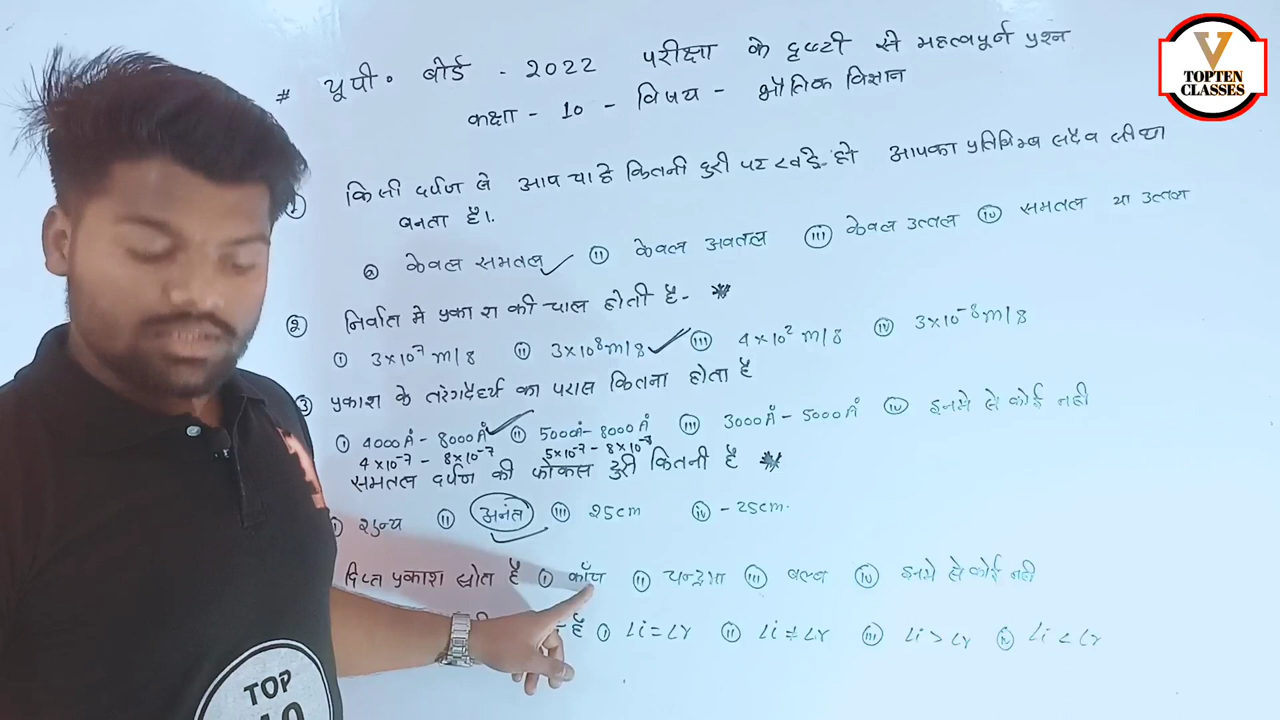 # यूपी. बोर्ड - 2022 परीक्षा के दृष्टी से महत्वपूर्ण प्रश्न
कक्षा - 10 - विषय - भौतिक विज्ञान
V
TOPTEN
CLASSES
① किसी दर्पण से आप चाहे कितनी दुरी पर खड़े हो आपका प्रतिबिम्ब सदैव सीधा
बनता है।.
केवल समतल ✓ (ii) केवल अवतल (iii) केवल उत्तल (iv) समतल या उत्तल
② निर्वात मे प्रकाश की चाल होती है-
(i) 3×10⁷ m/s (ii) 3×10⁸ m/s ✓ (iii) 4×10² m/s (iv) 3×10⁻⁸ m/s
③ प्रकाश के तरंगदैर्ध्य का परास कितना होता है
(i) 4000Å - 8000Å ✓ (ii) 5000Å - 8000Å (iii) 3000Å - 5000Å (iv) इनमे से कोई नही
4×10⁻⁷ - 8×10⁻⁷ 5×10⁻⁷ - 8×10⁻⁷
समतल दर्पण की फोकस दुरी कितनी है
(i) शुन्य (ii) अनंत (iii) 25cm (iv) - 25cm.
दिप्त प्रकाश स्रोत है (i) काँच (ii) चन्द्रमा (iii) बल्ब (iv) इनमे से कोई नही
है (i) ∠i = ∠r (ii) ∠i ≠ ∠r (iii) ∠i > ∠r (iv) ∠i < ∠r
TOP
10